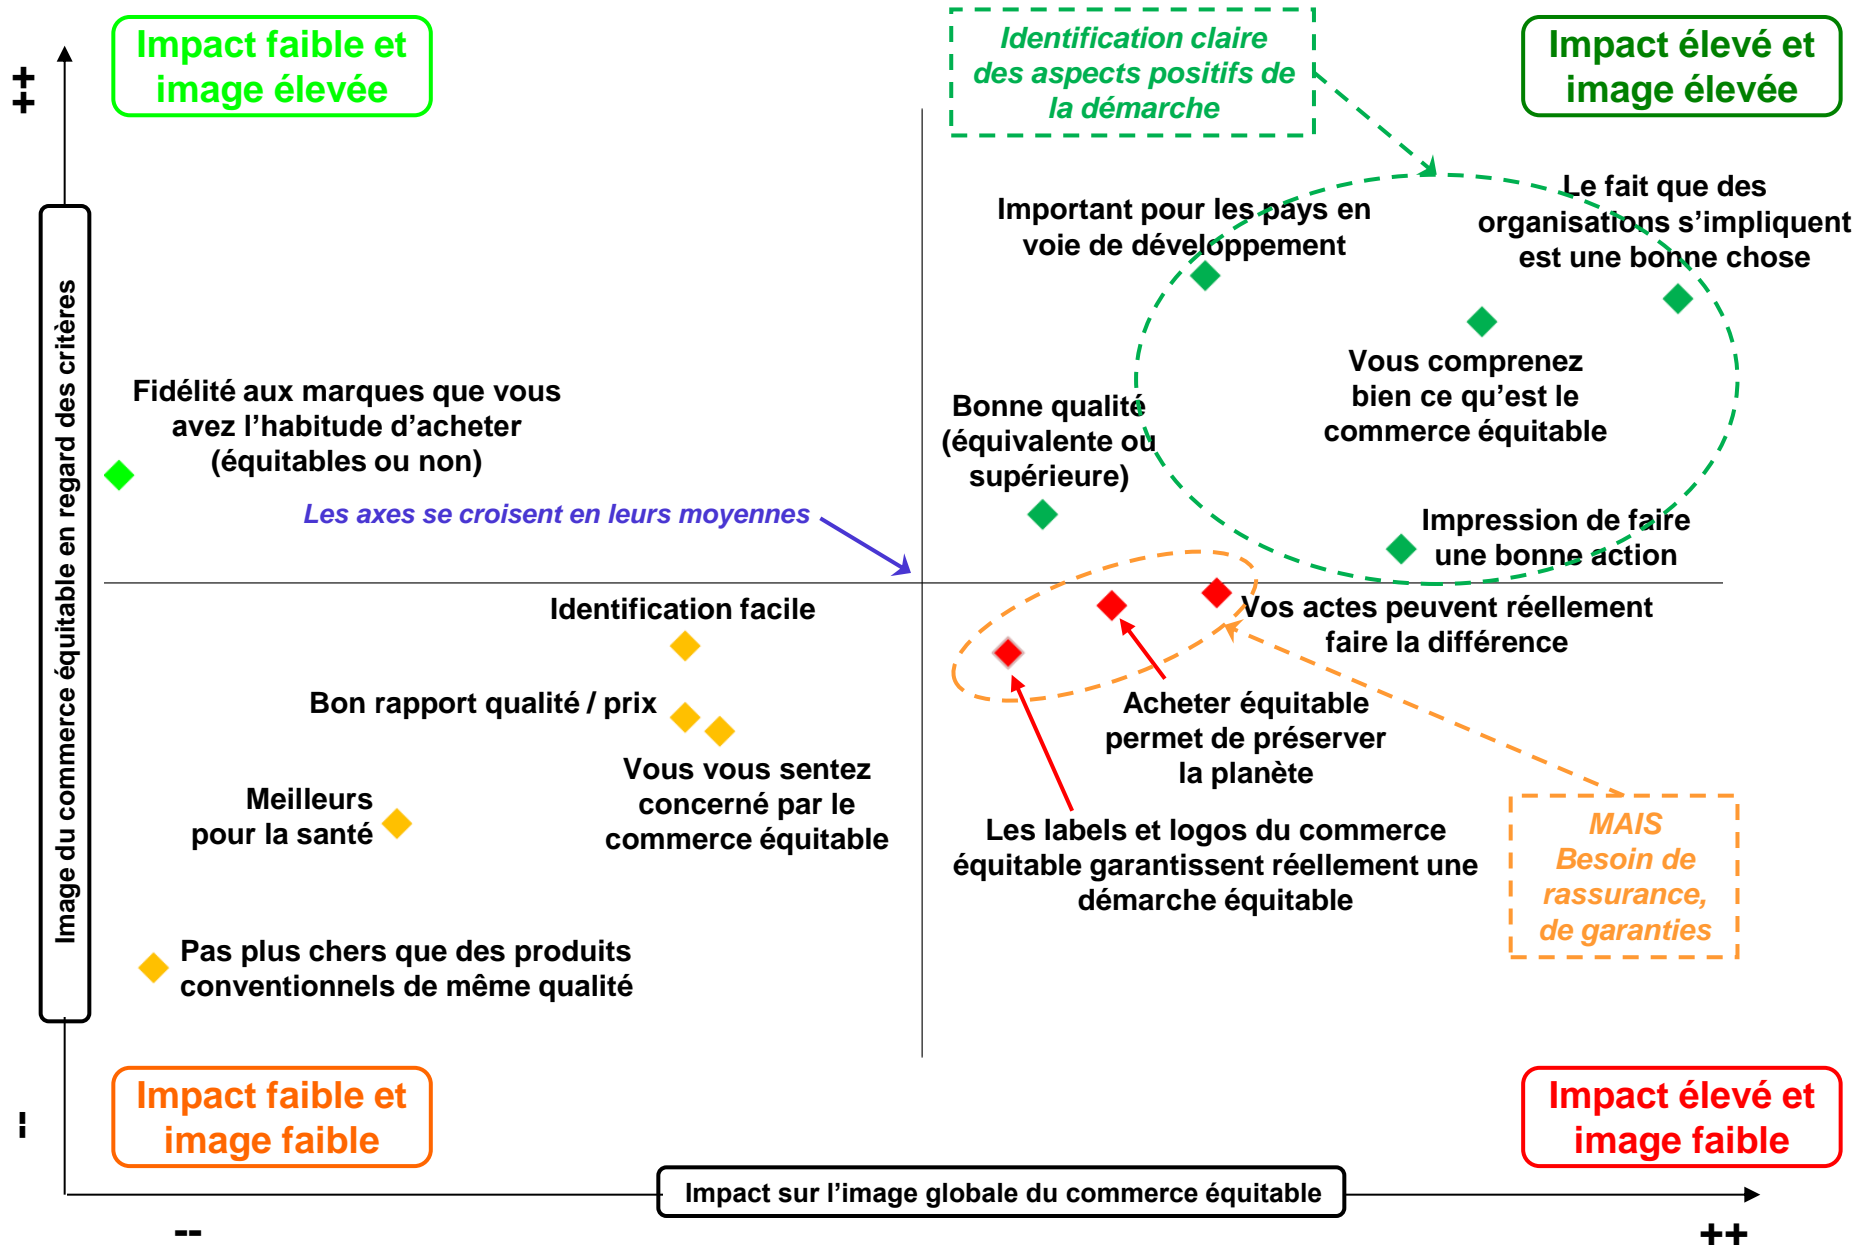 Impact faible et
image élevée
Identification claire
des aspects positifs de
la démarche
Impact élevé et
image élevée
++
Image du commerce équitable en regard des critères
Important pour les pays en
voie de développement
Le fait que des
organisations s’impliquent
est une bonne chose
Vous comprenez
bien ce qu’est le
commerce équitable
Fidélité aux marques que vous
avez l’habitude d’acheter
(équitables ou non)
Bonne qualité
(équivalente ou
supérieure)
Les axes se croisent en leurs moyennes
Impression de faire
une bonne action
Identification facile
Vos actes peuvent réellement
faire la différence
Bon rapport qualité / prix
Acheter équitable
permet de préserver
la planète
Vous vous sentez
concerné par le
commerce équitable
Meilleurs
pour la santé
Les labels et logos du commerce
équitable garantissent réellement une
démarche équitable
MAIS
Besoin de
rassurance,
de garanties
Pas plus chers que des produits
conventionnels de même qualité
--
Impact faible et
image faible
Impact élevé et
image faible
Impact sur l’image globale du commerce équitable
--
++